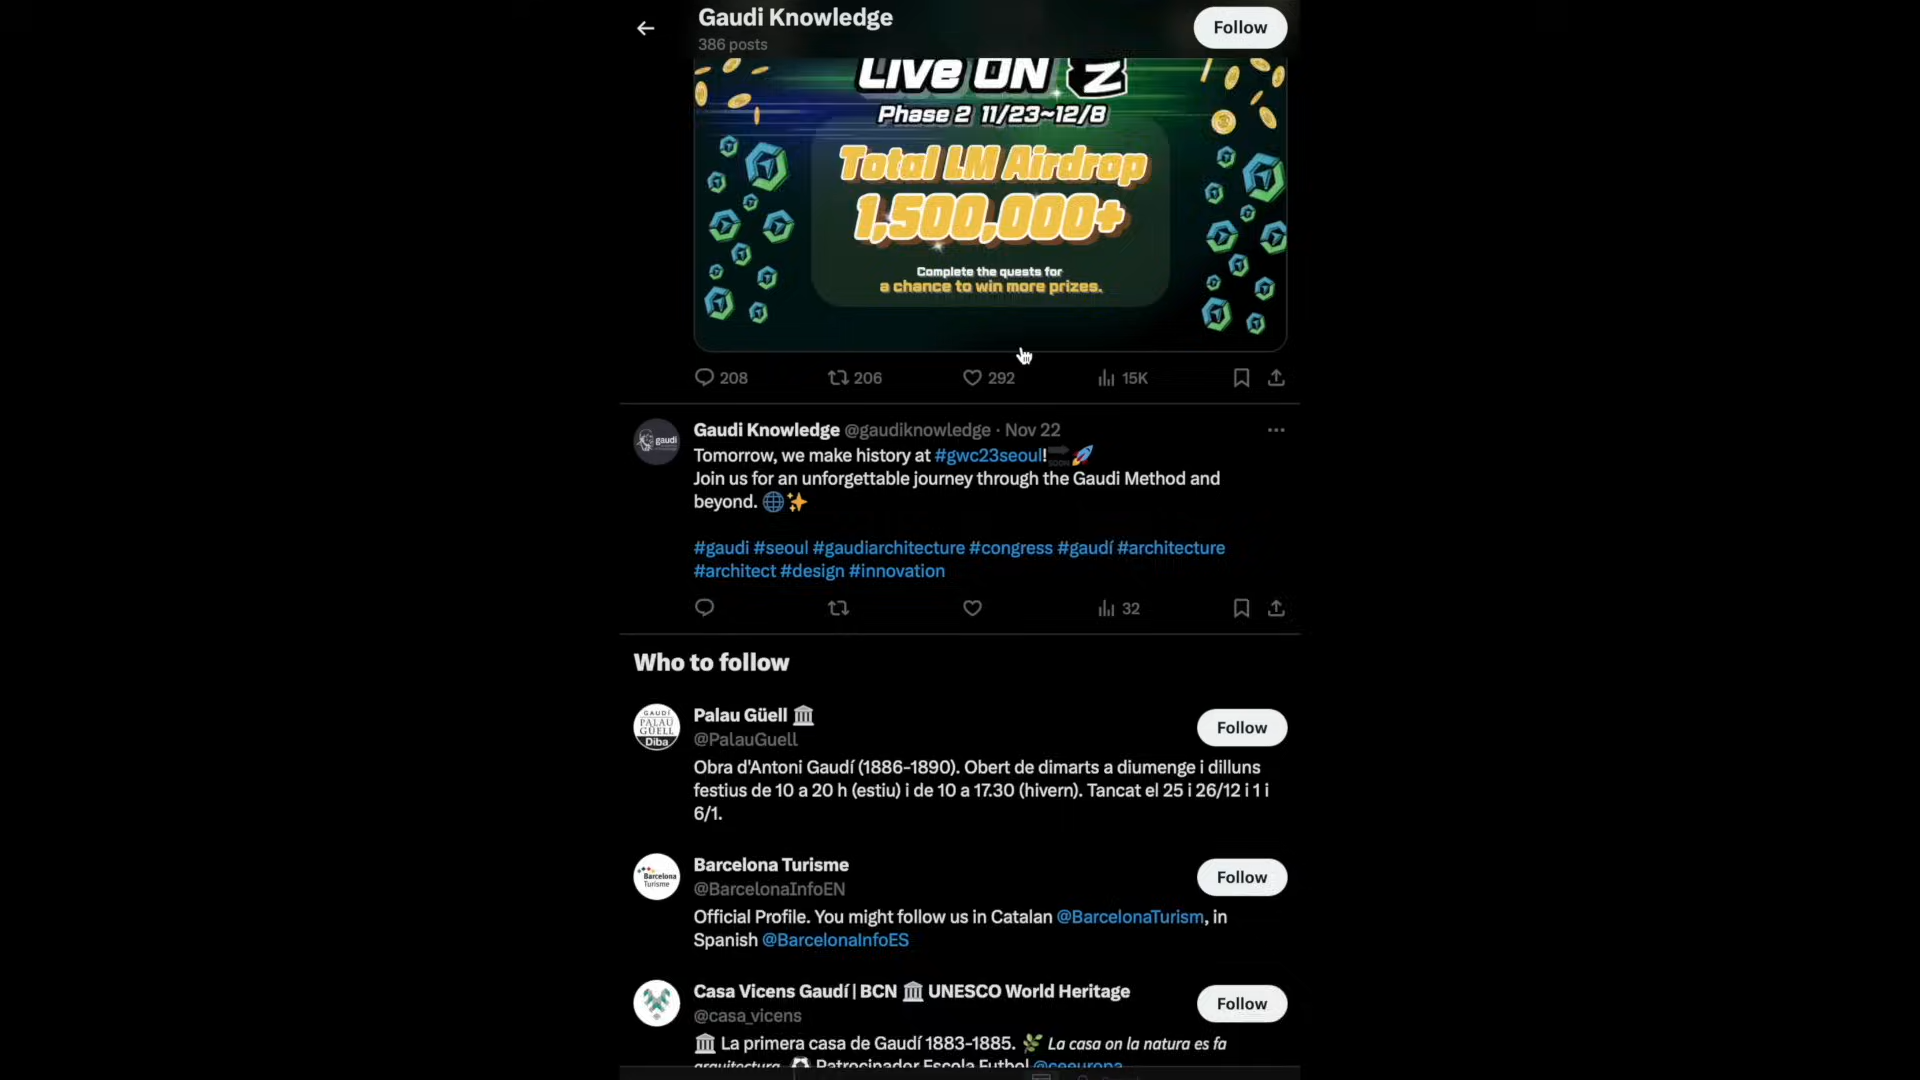 Gaudi Knowledge
386 posts
Follow
LIVE ON Z
Phase 2 11/23~12/8
Total LM Airdrop
1,500,000+
Complete the quests for
a chance to win more prizes.
208 206 292 15K
Gaudi Knowledge @gaudiknowledge · Nov 22
Tomorrow, we make history at #gwc23seoul!🔜🚀
Join us for an unforgettable journey through the Gaudi Method and
beyond. 🌐✨
#gaudi #seoul #gaudiarchitecture #congress #gaudí #architecture
#architect #design #innovation
32
Who to follow
GAUDÍ
PALAU
GÜELL
Diba
Palau Güell 🏛
@PalauGuell
Follow
Obra d'Antoni Gaudí (1886-1890). Obert de dimarts a diumenge i dilluns
festius de 10 a 20 h (estiu) i de 10 a 17.30 (hivern). Tancat el 25 i 26/12 i 1 i
6/1.
Barcelona
Turisme
Barcelona Turisme
@BarcelonaInfoEN
Follow
Official Profile. You might follow us in Catalan @BarcelonaTurism, in
Spanish @BarcelonaInfoES
Casa Vicens Gaudí | BCN 🏛 UNESCO World Heritage
@casa_vicens
Follow
🏛 La primera casa de Gaudí 1883-1885. 🌿 La casa on la natura es fa
arquitectura. ⚽ Patrocinador Escola Futbol @ceeuropa